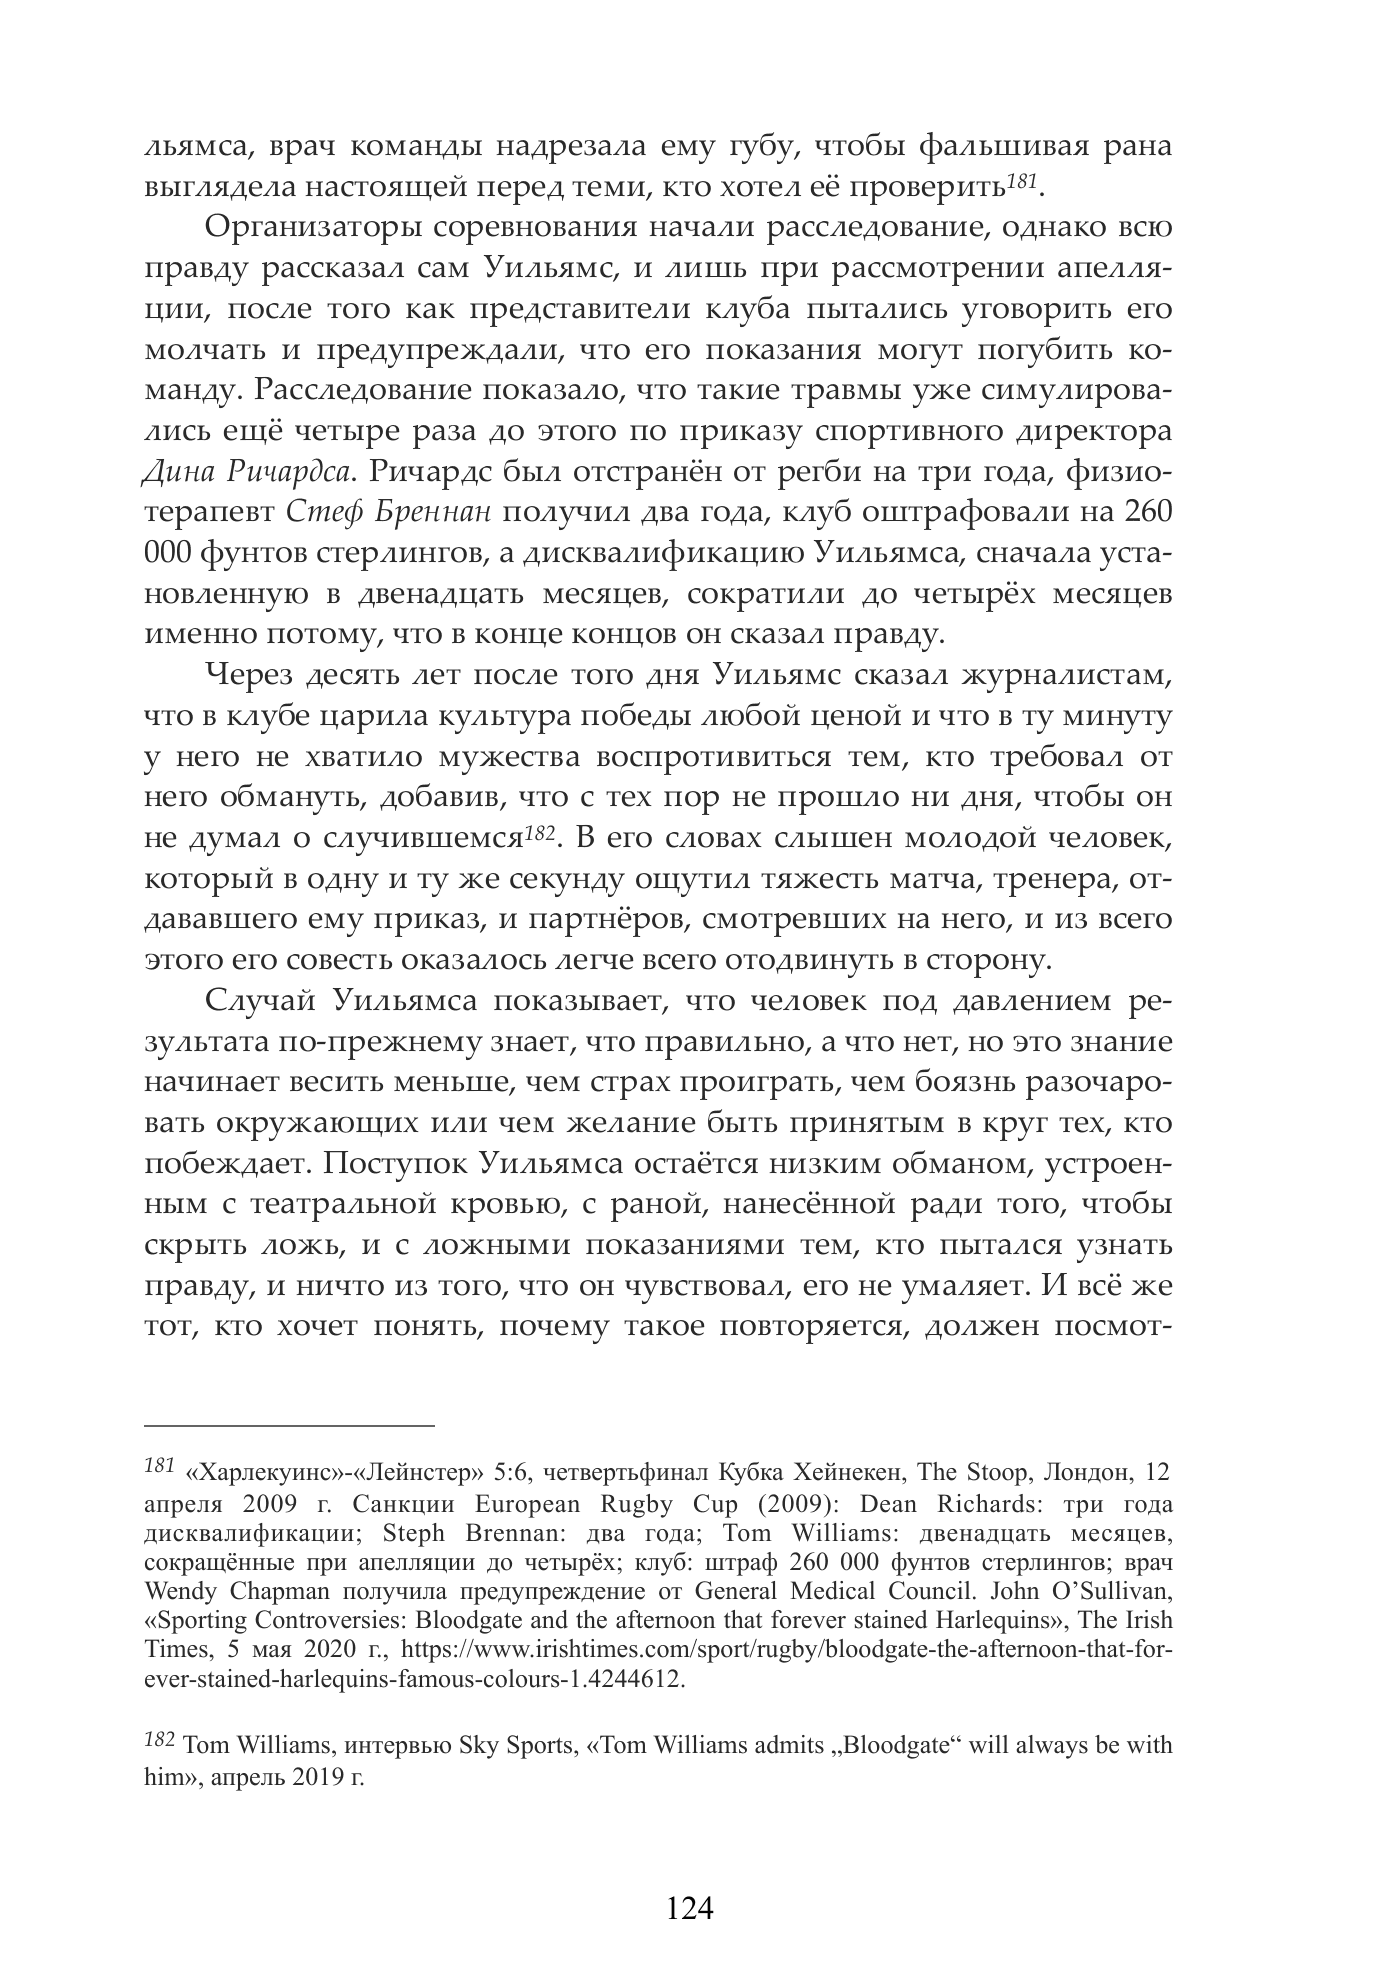 льямса, врач команды надрезала ему губу, чтобы фальшивая рана
выглядела настоящей перед теми, кто хотел её проверить181.
Организаторы соревнования начали расследование, однако всю
правду рассказал сам Уильямс, и лишь при рассмотрении апелля-
ции, после того как представители клуба пытались уговорить его
молчать и предупреждали, что его показания могут погубить ко-
манду. Расследование показало, что такие травмы уже симулирова-
лись ещё четыре раза до этого по приказу спортивного директора
Дина Ричардса. Ричардс был отстранён от регби на три года, физио-
терапевт Стеф Бреннан получил два года, клуб оштрафовали на 260
000 фунтов стерлингов, а дисквалификацию Уильямса, сначала уста-
новленную в двенадцать месяцев, сократили до четырёх месяцев
именно потому, что в конце концов он сказал правду.
Через десять лет после того дня Уильямс сказал журналистам,
что в клубе царила культура победы любой ценой и что в ту минуту
у него не хватило мужества воспротивиться тем, кто требовал от
него обмануть, добавив, что с тех пор не прошло ни дня, чтобы он
не думал о случившемся182. В его словах слышен молодой человек,
который в одну и ту же секунду ощутил тяжесть матча, тренера, от-
дававшего ему приказ, и партнёров, смотревших на него, и из всего
этого его совесть оказалось легче всего отодвинуть в сторону.
Случай Уильямса показывает, что человек под давлением ре-
зультата по-прежнему знает, что правильно, а что нет, но это знание
начинает весить меньше, чем страх проиграть, чем боязнь разочаро-
вать окружающих или чем желание быть принятым в круг тех, кто
побеждает. Поступок Уильямса остаётся низким обманом, устроен-
ным с театральной кровью, с раной, нанесённой ради того, чтобы
скрыть ложь, и с ложными показаниями тем, кто пытался узнать
правду, и ничто из того, что он чувствовал, его не умаляет. И всё же
тот, кто хочет понять, почему такое повторяется, должен посмот-
181 «Харлекуинс»-«Лейнстер» 5:6, четвертьфинал Кубка Хейнекен, The Stoop, Лондон, 12
апреля 2009 г. Санкции European Rugby Cup (2009): Dean Richards: три года
дисквалификации; Steph Brennan: два года; Tom Williams: двенадцать месяцев,
сокращённые при апелляции до четырёх; клуб: штраф 260 000 фунтов стерлингов; врач
Wendy Chapman получила предупреждение от General Medical Council. John O’Sullivan,
«Sporting Controversies: Bloodgate and the afternoon that forever stained Harlequins», The Irish
Times, 5 мая 2020 г., https://www.irishtimes.com/sport/rugby/bloodgate-the-afternoon-that-for-
ever-stained-harlequins-famous-colours-1.4244612.
182 Tom Williams, интервью Sky Sports, «Tom Williams admits „Bloodgate“ will always be with
him», апрель 2019 г.
124